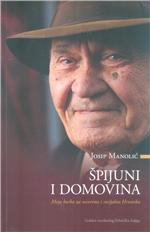 JOSIP MANOLIĆ
ŠPIJUNI
I DOMOVINA
Moja borba za suverenu i socijalnu Hrvatsku